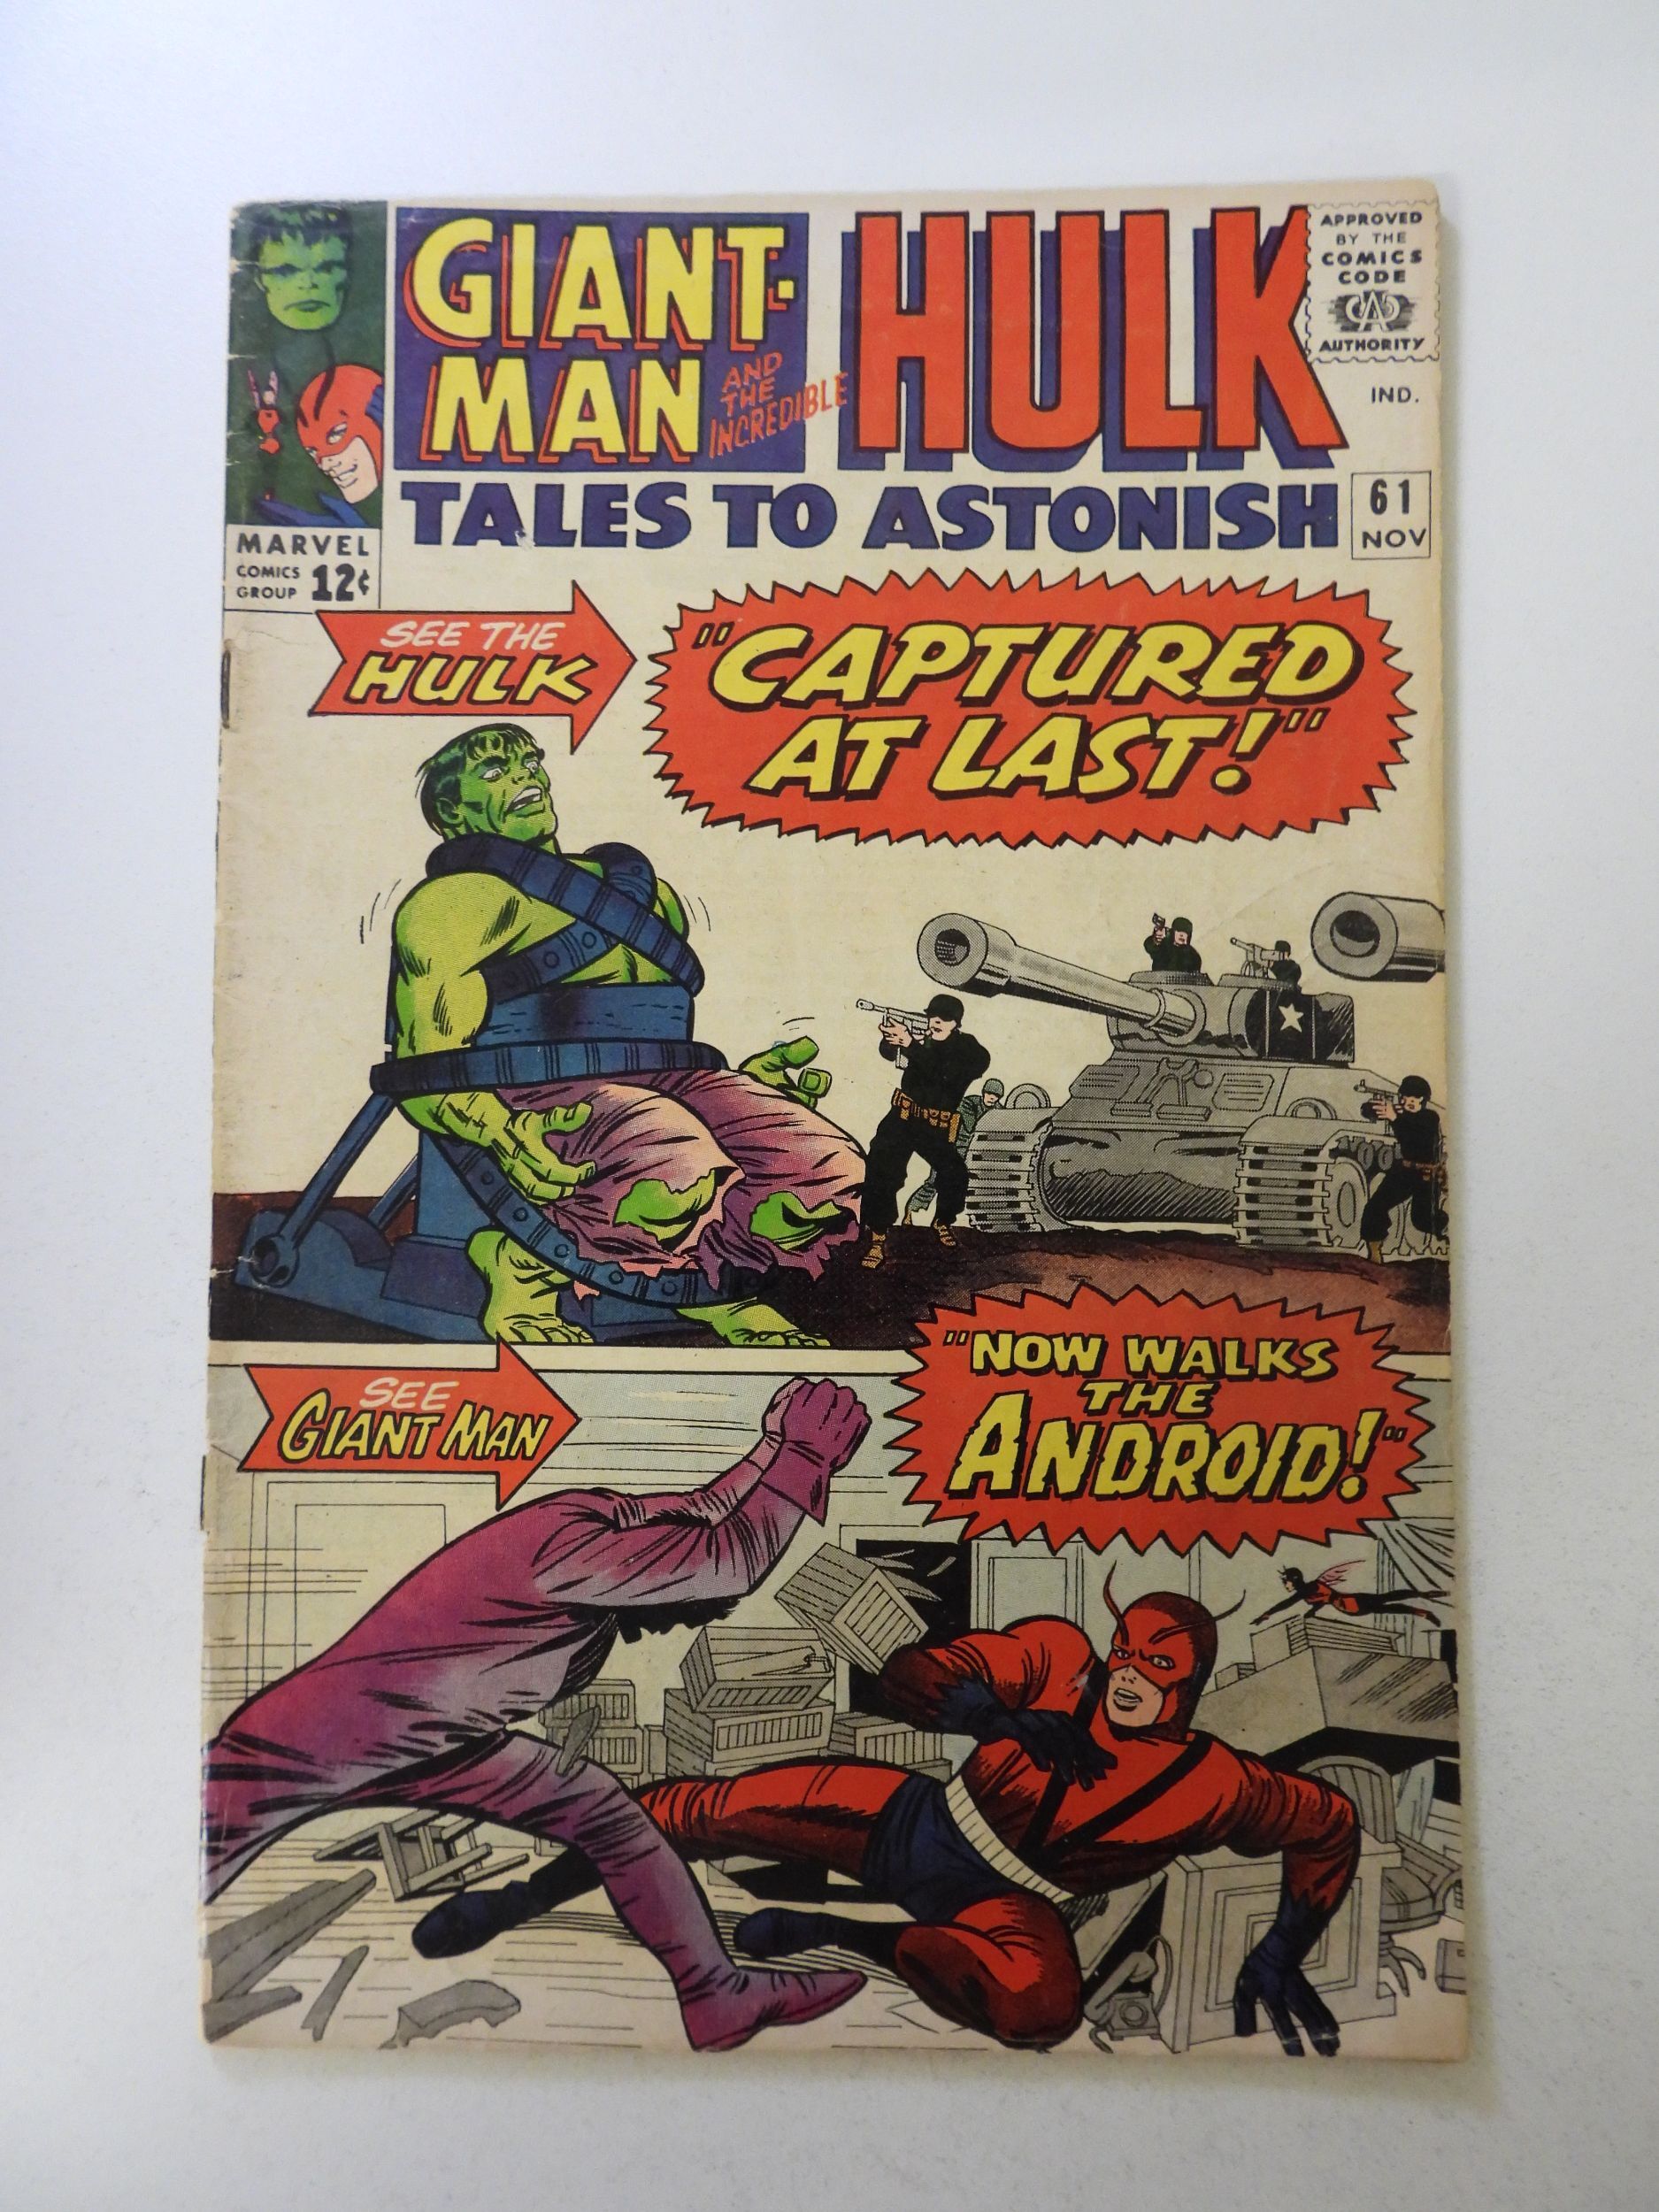 GIANT-
MAN
AND
THE
INCREDIBLE
HULK
APPROVED
BY THE
COMICS
CODE
CA
AUTHORITY
IND.
TALES TO ASTONISH
61
NOV
MARVEL
COMICS
GROUP 12¢
SEE THE
HULK
"CAPTURED
AT LAST!"
SEE
GIANT MAN
"NOW WALKS
THE
ANDROID!"